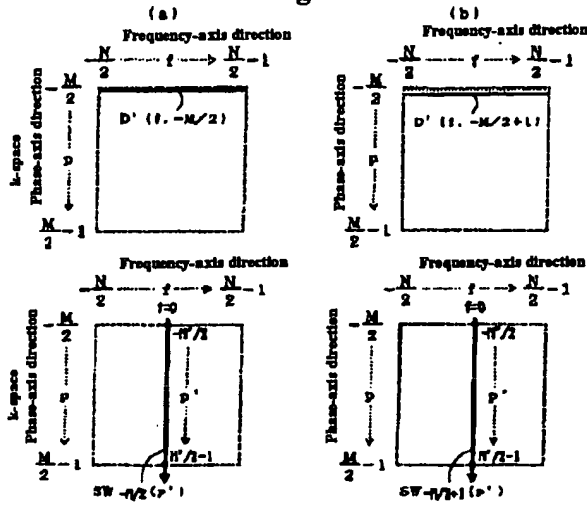 (a)
Frequency-axis direction
-N/2 f N/2-1
-M/2
D' (f, -M/2)
k-space
Phase-axis direction
p
M/2-1
(b)
Frequency-axis direction
-N/2 f N/2-1
-M/2
D' (f, -M/2+1)
Phase-axis direction
p
M/2-1
Frequency-axis direction
-N/2 f N/2-1
f=0
-M/2
-M'/2
k-space
Phase-axis direction
p
p'
M/2-1
M'/2-1
SW-M/2(p')
Frequency-axis direction
-N/2 f N/2-1
f=0
-M/2
-M'/2
Phase-axis direction
p
p'
M/2-1
M'/2-1
SW-M/2+1(p')